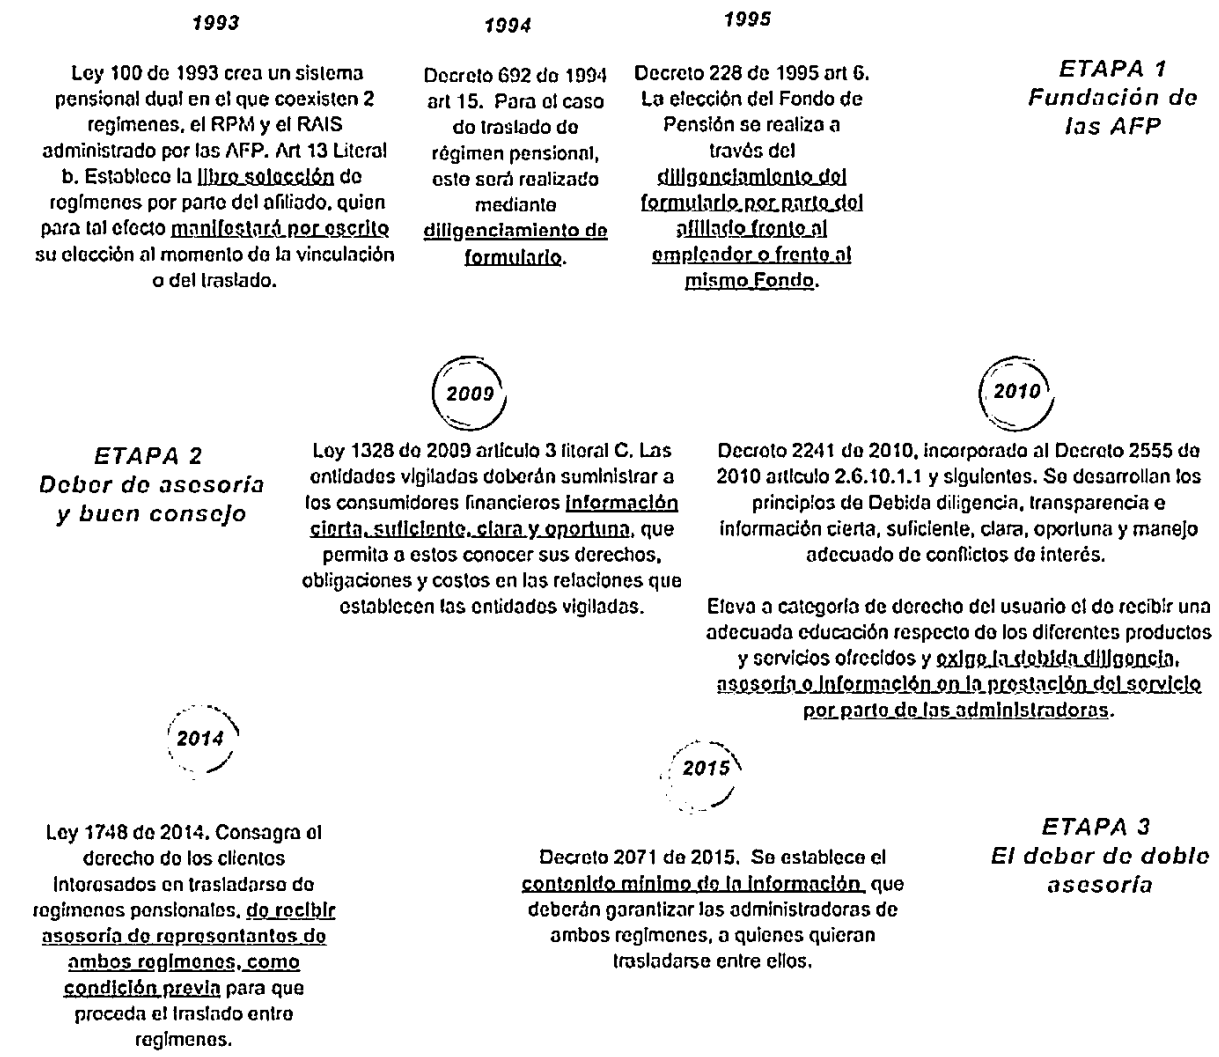 1993
Ley 100 de 1993 crea un sistema
pensional dual en el que coexisten 2
regimenes, el RPM y el RAIS
administrado por las AFP. Art 13 Literal
b. Establece la libre selección de
regimenes por parte del afiliado, quien
para tal efecto manifestará por escrito
su elección al momento de la vinculación
o del traslado.
1994
Decreto 692 de 1994
art 15. Para el caso
de traslado de
régimen pensional,
este será realizado
mediante
diligenciamiento de
formulario.
1995
Decreto 228 de 1995 art 6.
La elección del Fondo de
Pensión se realiza a
través del
diligenciamiento del
formulario por parte del
afiliado frente al
empleador o frente al
mismo Fondo.
ETAPA 1
Fundación de
las AFP
ETAPA 2
Deber de asesoría
y buen consejo
2009
Ley 1328 de 2009 artículo 3 literal C. Las
entidades vigiladas deberán suministrar a
los consumidores financieros información
cierta, suficiente, clara y oportuna, que
permita a estos conocer sus derechos,
obligaciones y costos en las relaciones que
establecen las entidades vigiladas.
2010
Decreto 2241 de 2010, incorporado al Decreto 2555 de
2010 artículo 2.6.10.1.1 y siguientes. Se desarrollan los
principios de Debida diligencia, transparencia e
información cierta, suficiente, clara, oportuna y manejo
adecuado de conflictos de interés.
Eleva a categoría de derecho del usuario el de recibir una
adecuada educación respecto de los diferentes productos
y servicios ofrecidos y exige la debida diligencia,
asesoría e información en la prestación del servicio
por parte de las administradoras.
2014
Ley 1748 de 2014. Consagra el
derecho de los clientes
interesados en trasladarse de
regimenes pensionales, de recibir
asesoría de representantes de
ambos regimenes, como
condición previa para que
proceda el traslado entre
regimenes.
2015
Decreto 2071 de 2015. Se establece el
contenido mínimo de la información que
deberán garantizar las administradoras de
ambos regimenes, a quienes quieran
trasladarse entre ellos.
ETAPA 3
El deber de doble
asesoría